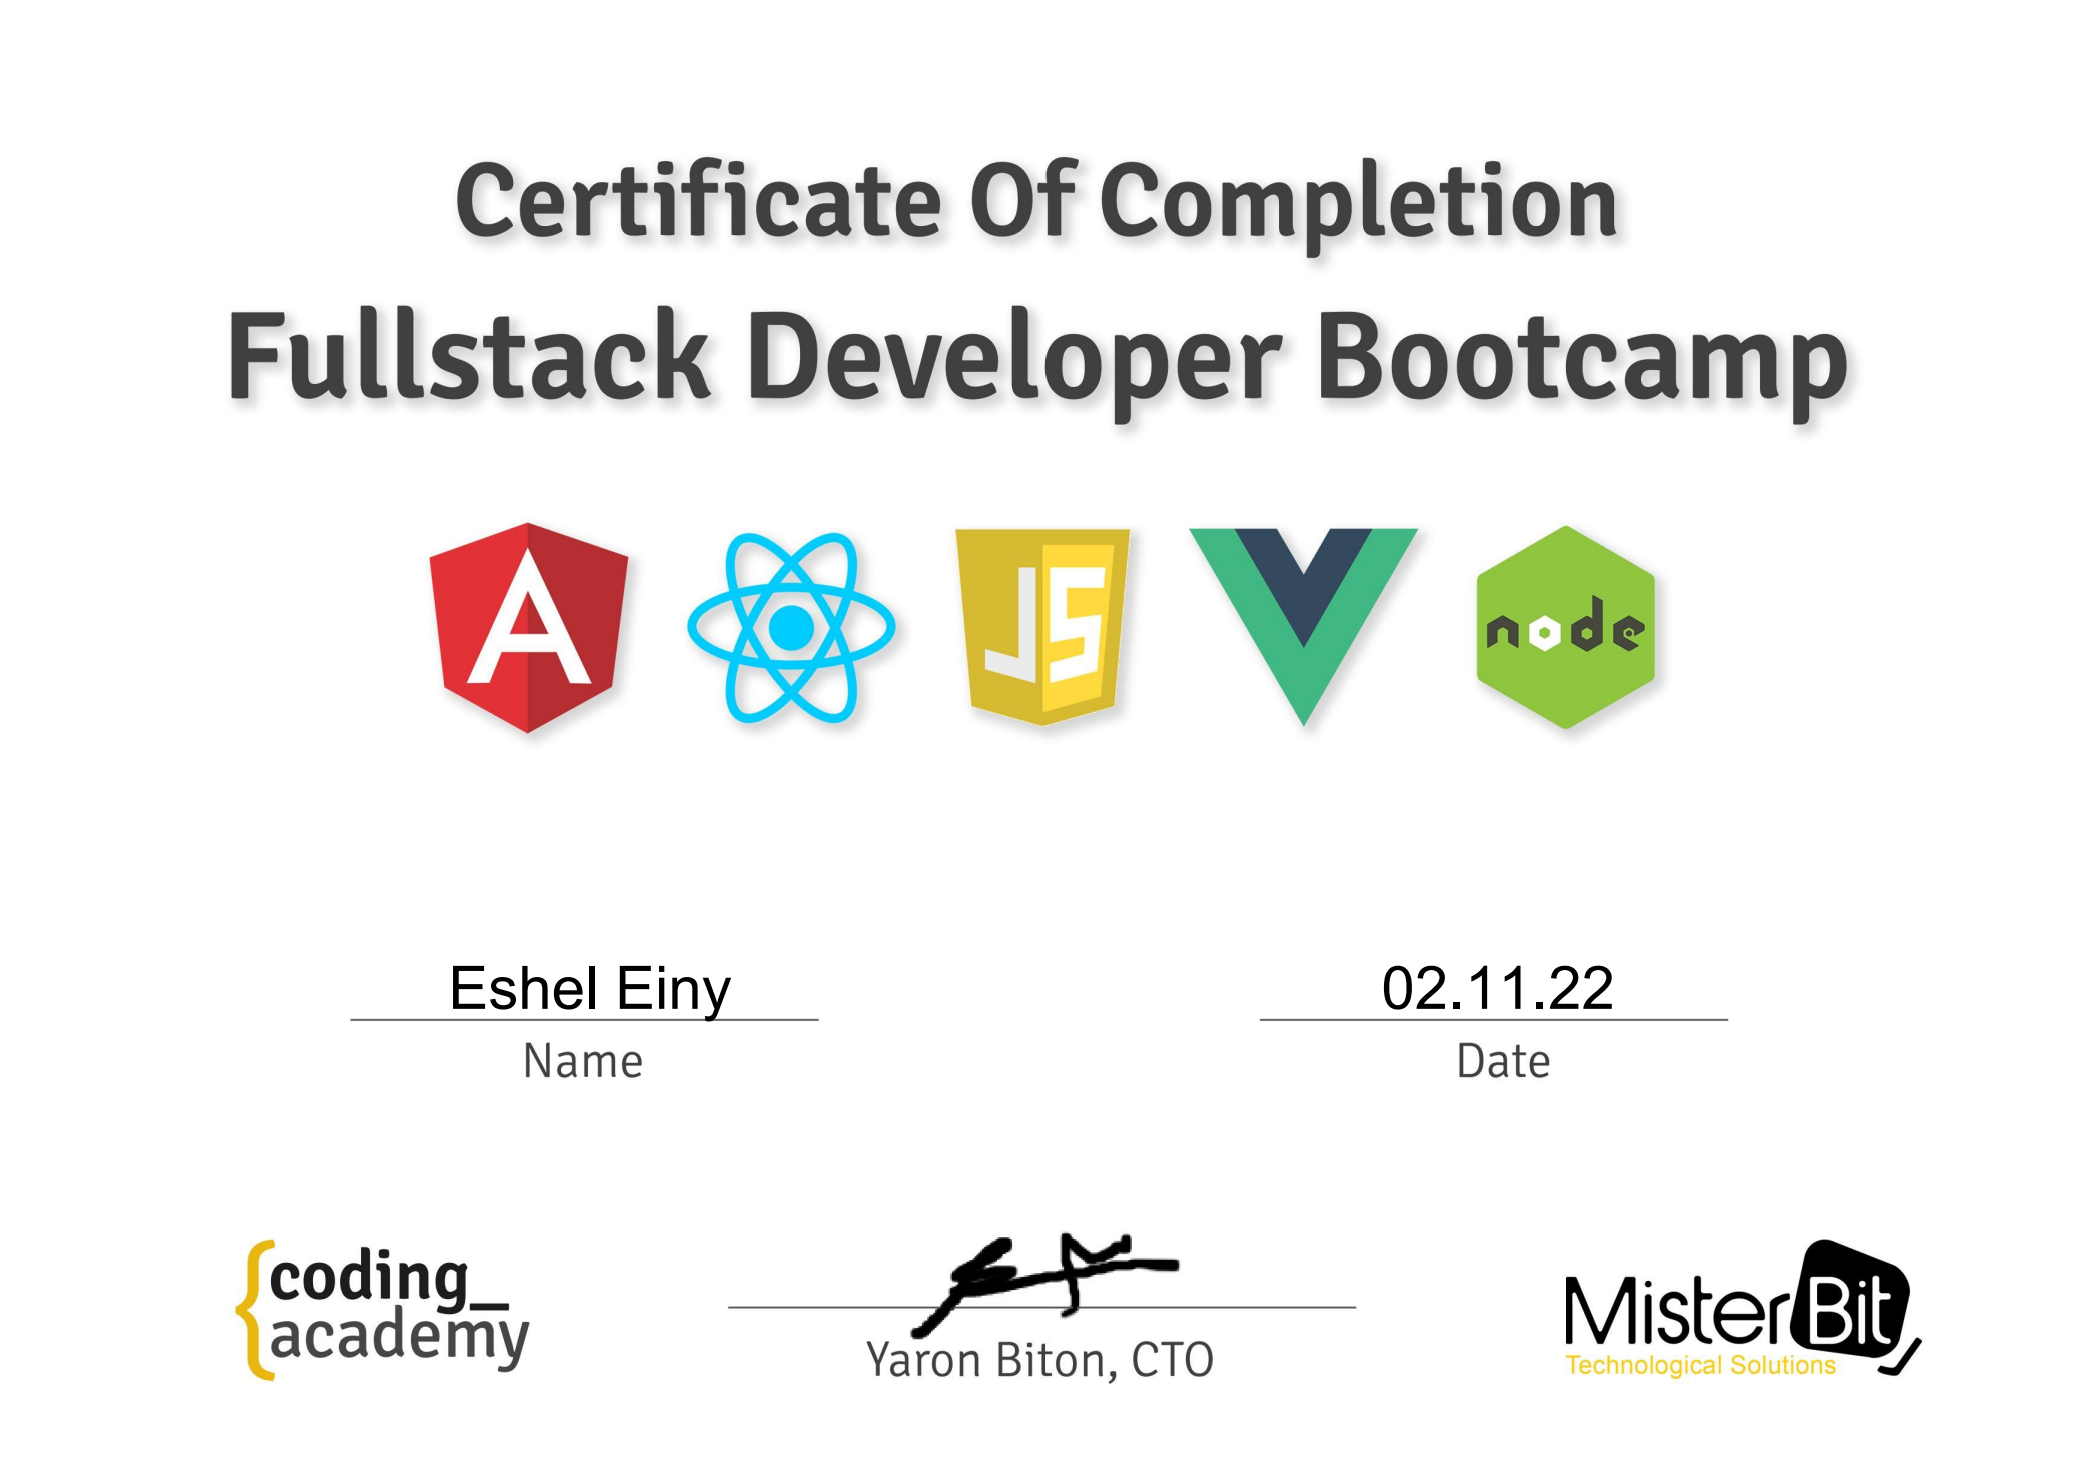 Certificate Of Completion
Fullstack Developer Bootcamp
A
JS
node
Eshel Einy
02.11.22
Name
Date
{coding_
academy
Yaron Biton, CTO
MisterBit
Technological Solutions